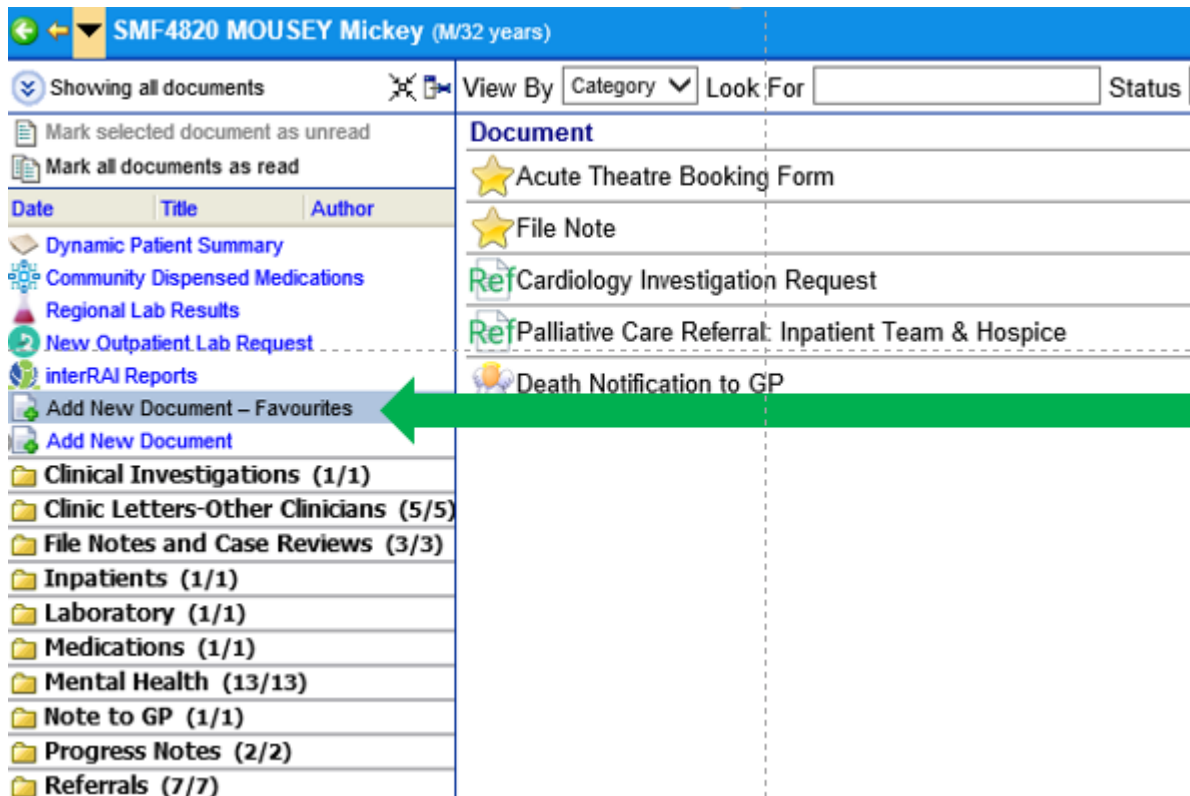 SMF4820 MOUSEY Mickey (M/32 years)
Showing all documents
View By Category Look For Status
Mark selected document as unread
Mark all documents as read
Date Title Author
Dynamic Patient Summary
Community Dispensed Medications
Regional Lab Results
New Outpatient Lab Request
interRAI Reports
Add New Document – Favourites
Add New Document
Clinical Investigations (1/1)
Clinic Letters-Other Clinicians (5/5)
File Notes and Case Reviews (3/3)
Inpatients (1/1)
Laboratory (1/1)
Medications (1/1)
Mental Health (13/13)
Note to GP (1/1)
Progress Notes (2/2)
Referrals (7/7)
Document
Acute Theatre Booking Form
File Note
Ref Cardiology Investigation Request
Ref Palliative Care Referral: Inpatient Team & Hospice
Death Notification to GP